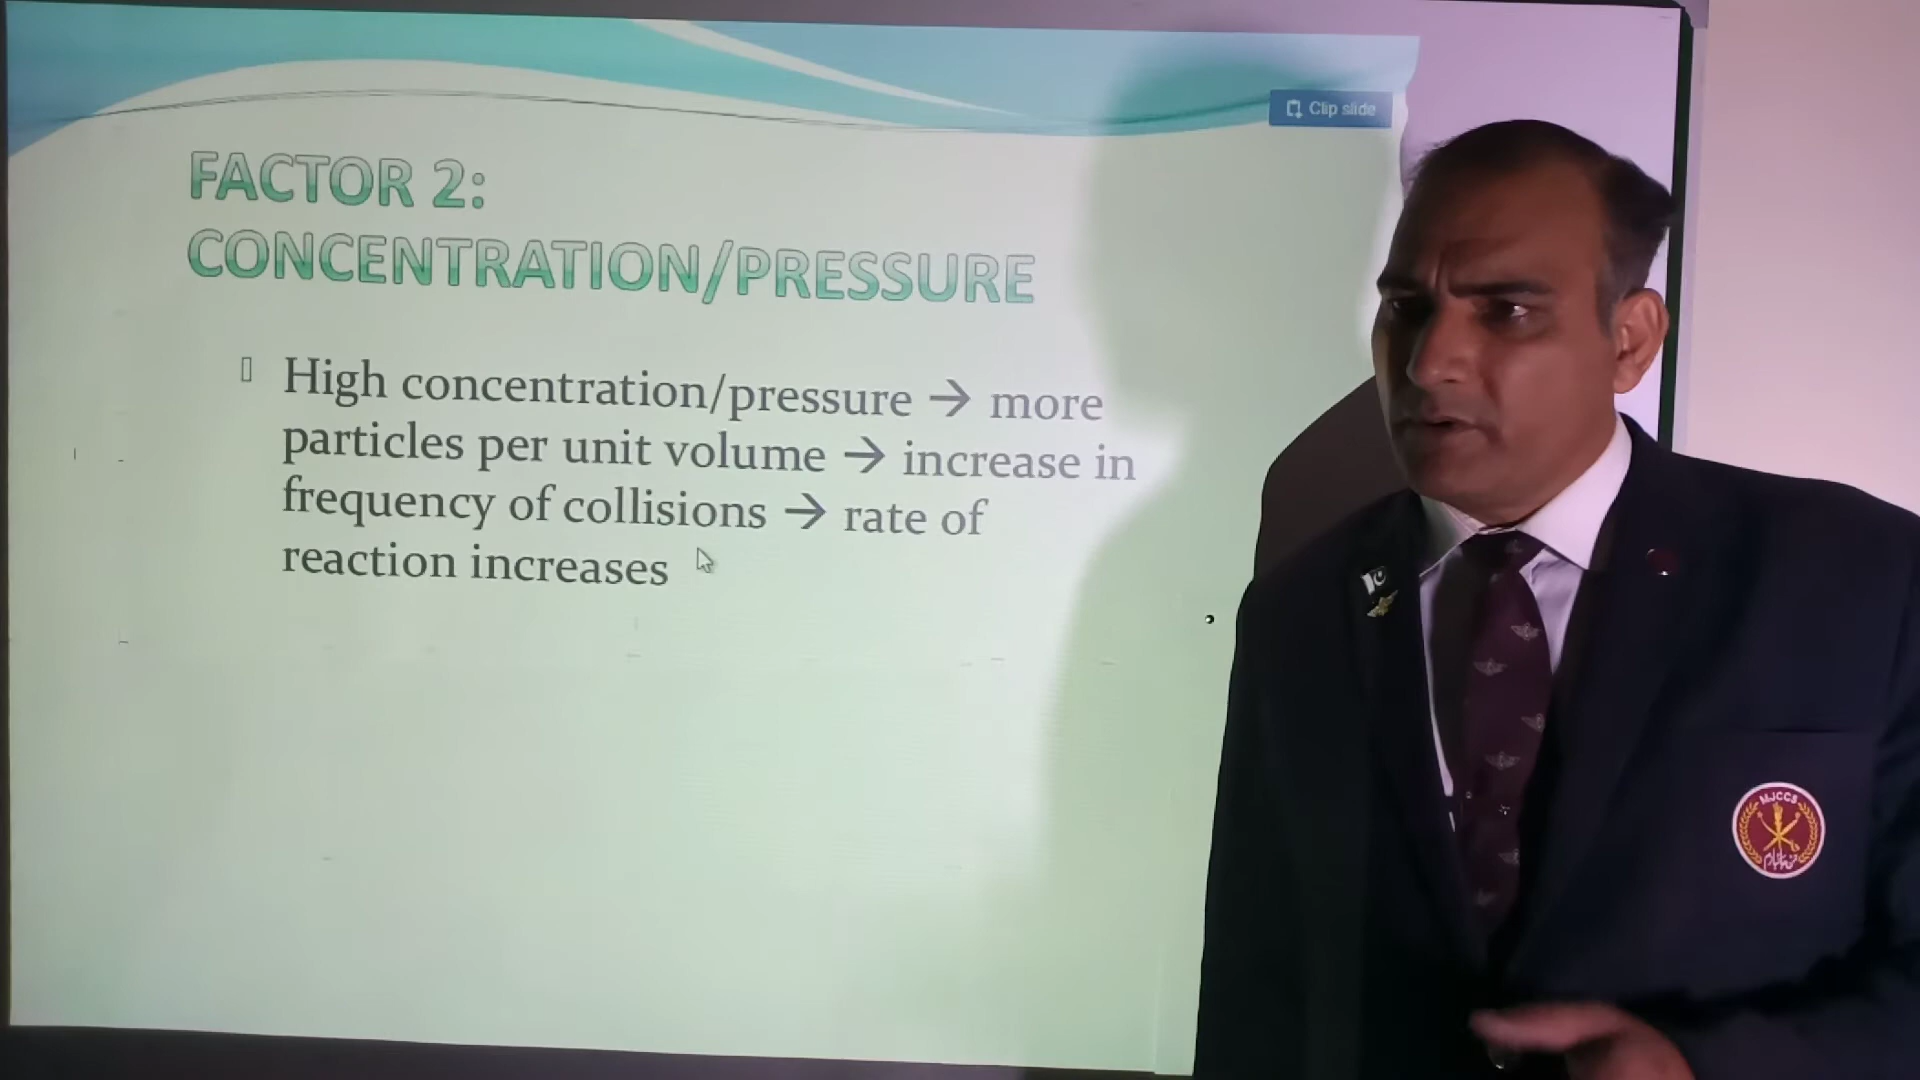 Clip slide
FACTOR 2:
CONCENTRATION/PRESSURE
High concentration/pressure → more
particles per unit volume → increase in
frequency of collisions → rate of
reaction increases
MJCCS